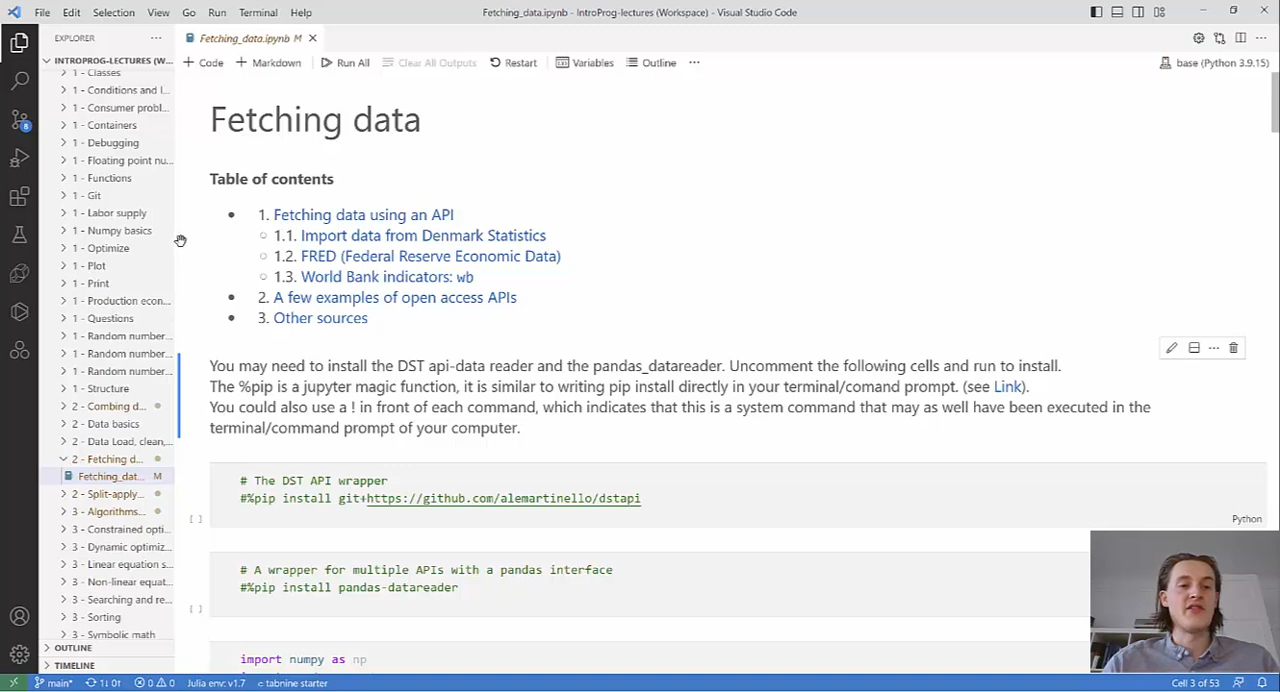 File Edit Selection View Go Run Terminal Help
Fetching_data.ipynb - IntroProg-lectures (Workspace) - Visual Studio Code
EXPLORER
Fetching_data.ipynb M
INTROPROG-LECTURES (W...
Code Markdown Run All Clear All Outputs Restart Variables Outline
base (Python 3.9.15)
1 - Classes
1 - Conditions and l...
1 - Consumer probl...
1 - Containers
1 - Debugging
1 - Floating point nu...
1 - Functions
1 - Git
1 - Labor supply
1 - Numpy basics
1 - Optimize
1 - Plot
1 - Print
1 - Production econ...
1 - Questions
1 - Random number...
1 - Random number...
1 - Random number...
1 - Structure
2 - Combing d...
2 - Data basics
2 - Data Load, clean,...
2 - Fetching d...
Fetching_dat... M
2 - Split-apply...
3 - Algorithms...
3 - Constrained opti...
3 - Dynamic optimiz...
3 - Linear equation s...
3 - Non-linear equat...
3 - Searching and re...
3 - Sorting
3 - Symbolic math
OUTLINE
TIMELINE
Fetching data
Table of contents
1. Fetching data using an API
1.1. Import data from Denmark Statistics
1.2. FRED (Federal Reserve Economic Data)
1.3. World Bank indicators: wb
2. A few examples of open access APIs
3. Other sources
You may need to install the DST api-data reader and the pandas_datareader. Uncomment the following cells and run to install.
The %pip is a jupyter magic function, it is similar to writing pip install directly in your terminal/comand prompt. (see Link).
You could also use a ! in front of each command, which indicates that this is a system command that may as well have been executed in the
terminal/command prompt of your computer.
# The DST API wrapper
#%pip install git+https://github.com/alemartinello/dstapi
[ ]
Python
# A wrapper for multiple APIs with a pandas interface
#%pip install pandas-datareader
[ ]
import numpy as np
8
main* 1↓ 0↑ 0 0 Julia env: v1.7 tabnine starter
Cell 3 of 53